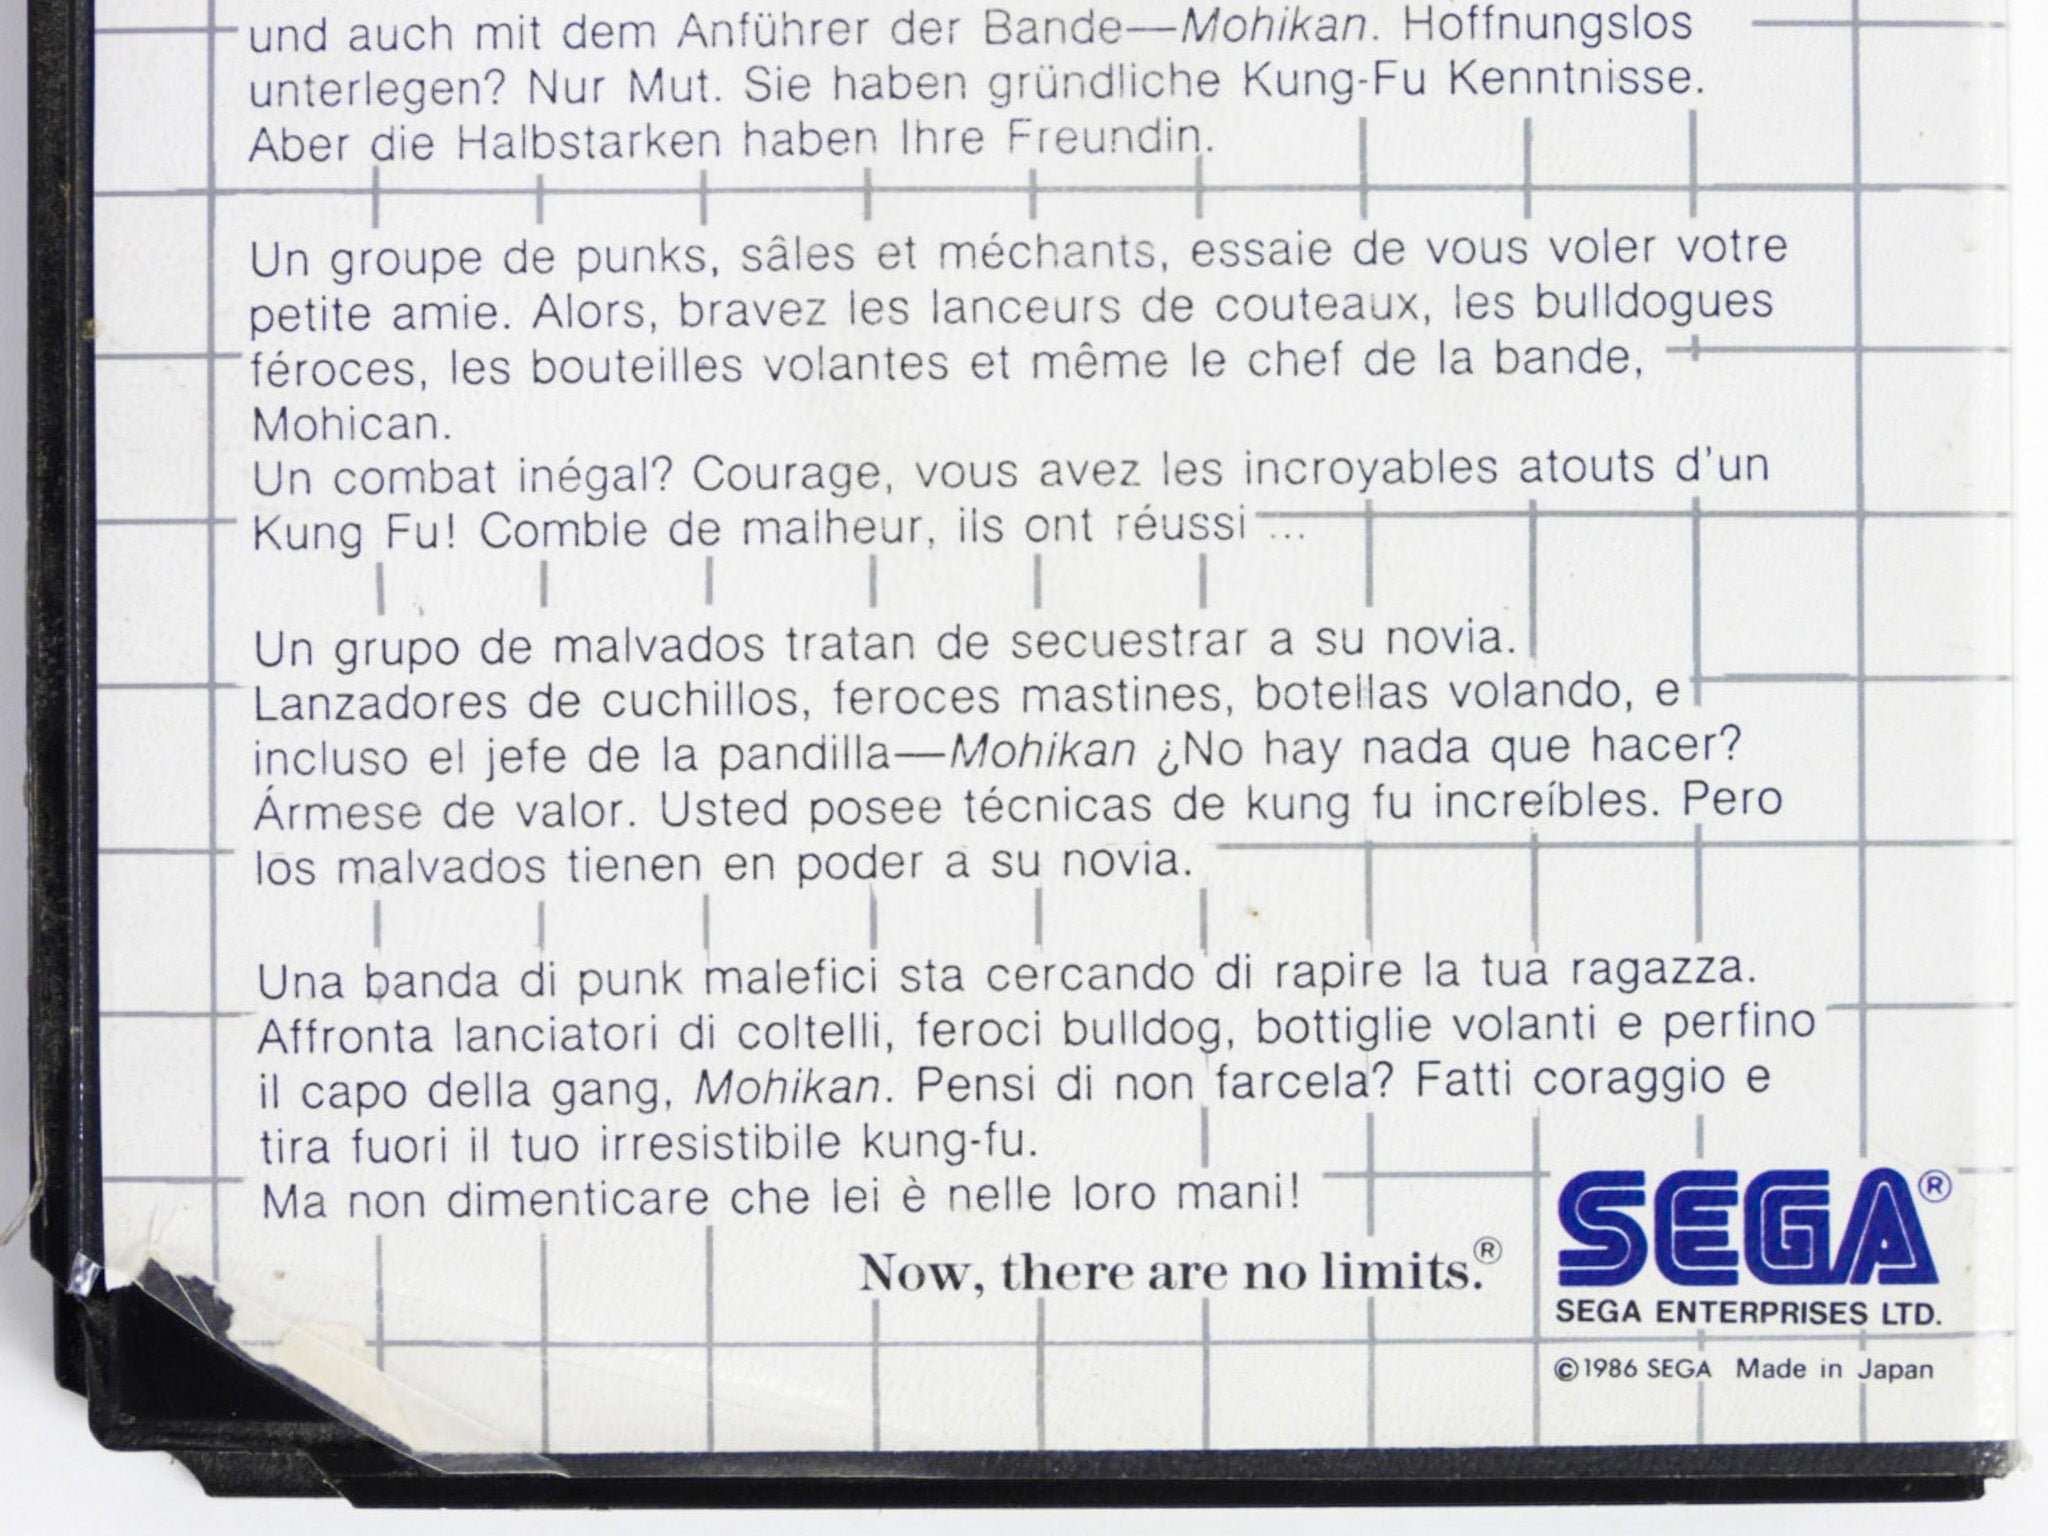 und auch mit dem Anführer der Bande—Mohikan. Hoffnungslos
unterlegen? Nur Mut. Sie haben gründliche Kung-Fu Kenntnisse.
Aber die Halbstarken haben Ihre Freundin.
Un groupe de punks, sâles et méchants, essaie de vous voler votre
petite amie. Alors, bravez les lanceurs de couteaux, les bulldogues
féroces, les bouteilles volantes et même le chef de la bande,
Mohican.
Un combat inégal? Courage, vous avez les incroyables atouts d'un
Kung Fu! Comble de malheur, ils ont réussi ...
Un grupo de malvados tratan de secuestrar a su novia.
Lanzadores de cuchillos, feroces mastines, botellas volando, e
incluso el jefe de la pandilla—Mohikan ¿No hay nada que hacer?
Ármese de valor. Usted posee técnicas de kung fu increíbles. Pero
los malvados tienen en poder a su novia.
Una banda di punk malefici sta cercando di rapire la tua ragazza.
Affronta lanciatori di coltelli, feroci bulldog, bottiglie volanti e perfino
il capo della gang, Mohikan. Pensi di non farcela? Fatti coraggio e
tira fuori il tuo irresistibile kung-fu.
Ma non dimenticare che lei è nelle loro mani!
Now, there are no limits.®
SEGA®
SEGA ENTERPRISES LTD.
©1986 SEGA Made in Japan